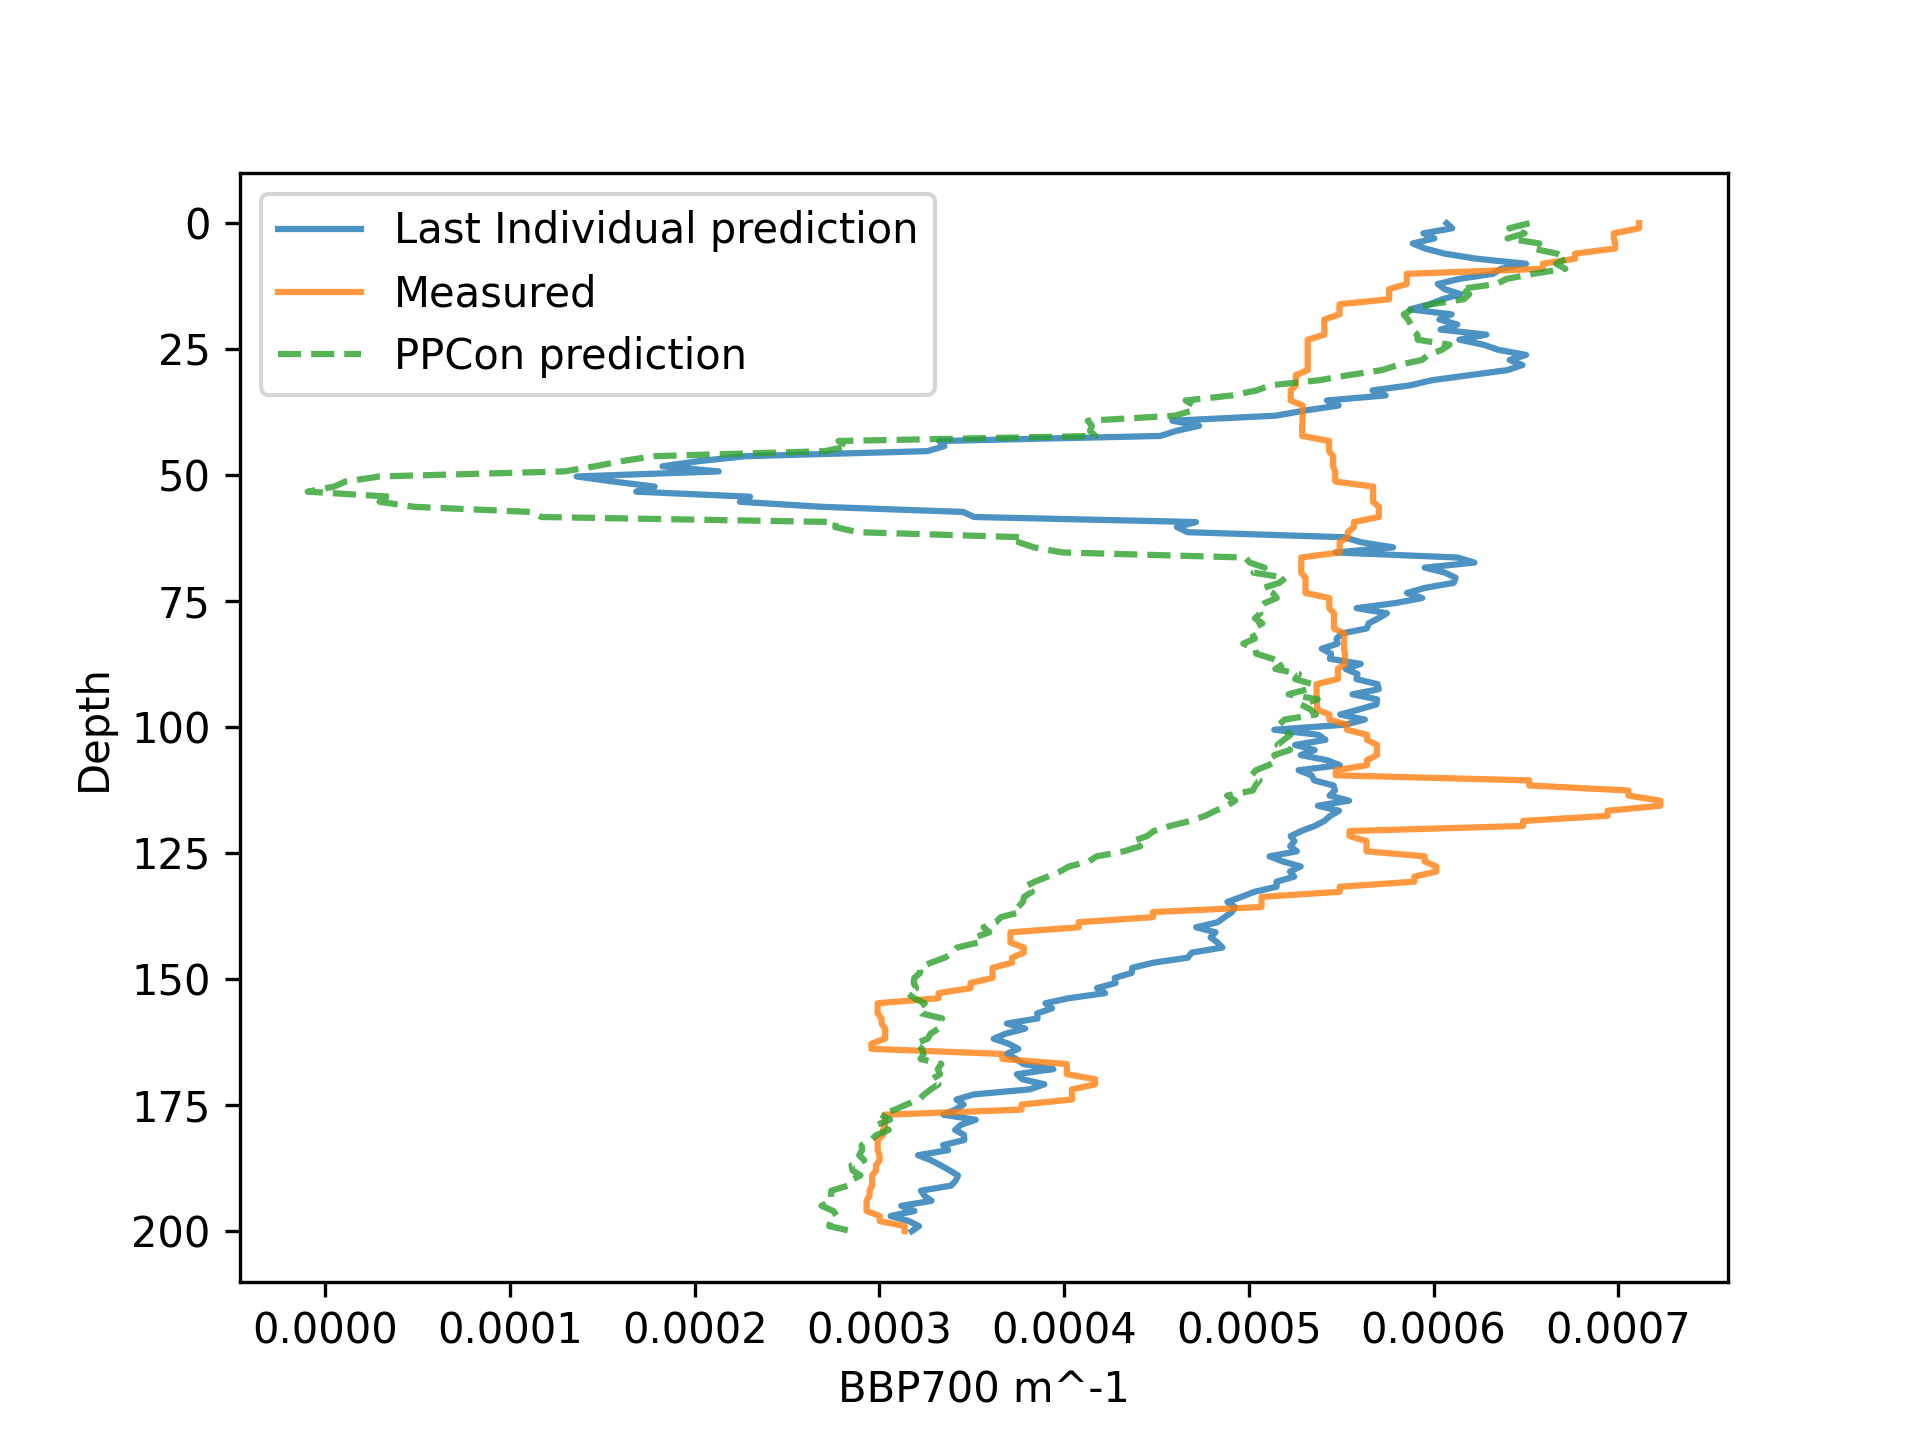 Last Individual prediction
Measured
PPCon prediction
0
25
50
75
100
125
150
175
200
Depth
0.0000 0.0001 0.0002 0.0003 0.0004 0.0005 0.0006 0.0007
BBP700 m^-1